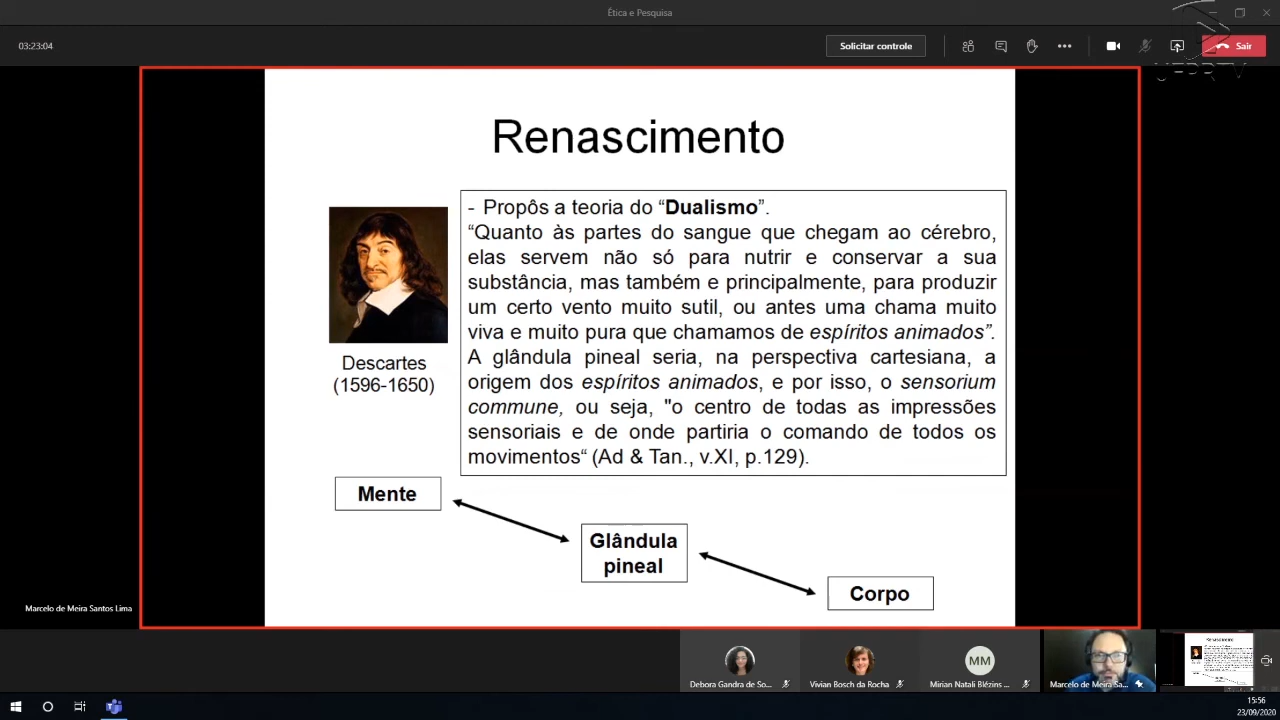 Ética e Pesquisa
03:23:04
Solicitar controle
Sair
Renascimento
- Propôs a teoria do “Dualismo”.
“Quanto às partes do sangue que chegam ao cérebro,
elas servem não só para nutrir e conservar a sua
substância, mas também e principalmente, para produzir
um certo vento muito sutil, ou antes uma chama muito
viva e muito pura que chamamos de espíritos animados”.
A glândula pineal seria, na perspectiva cartesiana, a
origem dos espíritos animados, e por isso, o sensorium
commune, ou seja, "o centro de todas as impressões
sensoriais e de onde partiria o comando de todos os
movimentos“ (Ad & Tan., v.XI, p.129).
Descartes
(1596-1650)
Mente
Glândula
pineal
Corpo
Marcelo de Meira Santos Lima
Debora Gandra de So...
Vivian Bosch da Rocha
MM
Mirian Natali Blézins ...
Marcelo de Meira Sa...
Renascimento
15:56
23/09/2020